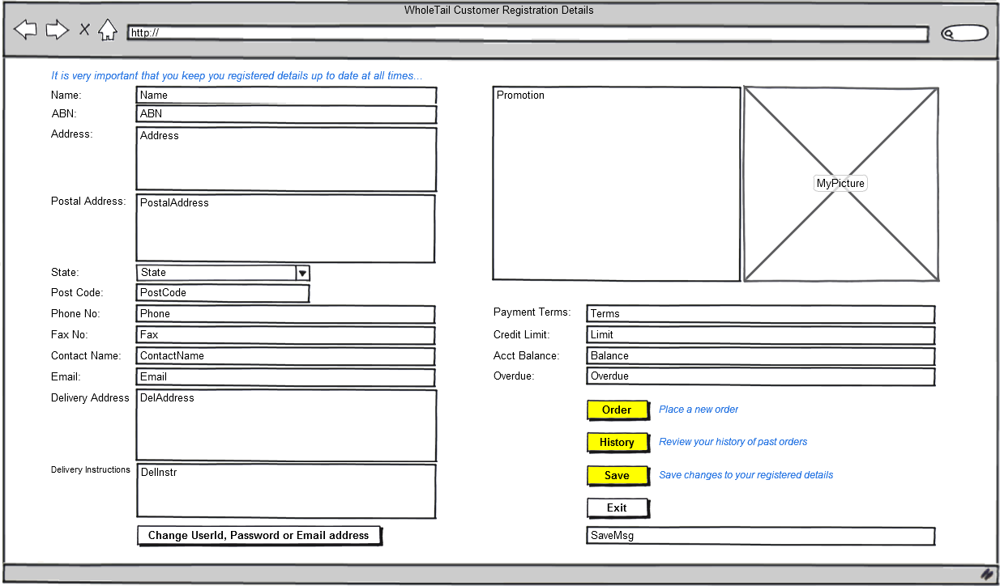 WholeTail Customer Registration Details
http://
It is very important that you keep you registered details up to date at all times...
Name: Name
ABN: ABN
Address: Address
Postal Address: PostalAddress
State: State
Post Code: PostCode
Phone No: Phone
Fax No: Fax
Contact Name: ContactName
Email: Email
Delivery Address DelAddress
Delivery Instructions DelInstr
Change UserId, Password or Email address
Promotion
MyPicture
Payment Terms: Terms
Credit Limit: Limit
Acct Balance: Balance
Overdue: Overdue
Order Place a new order
History Review your history of past orders
Save Save changes to your registered details
Exit
SaveMsg